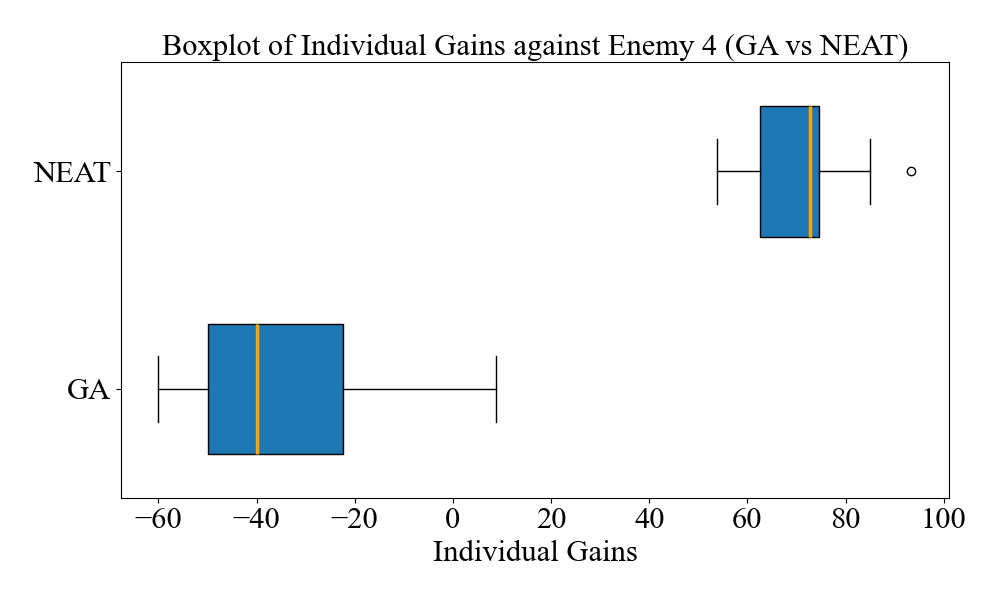 Boxplot of Individual Gains against Enemy 4 (GA vs NEAT)
NEAT
GA
−60 −40 −20 0 20 40 60 80 100
Individual Gains